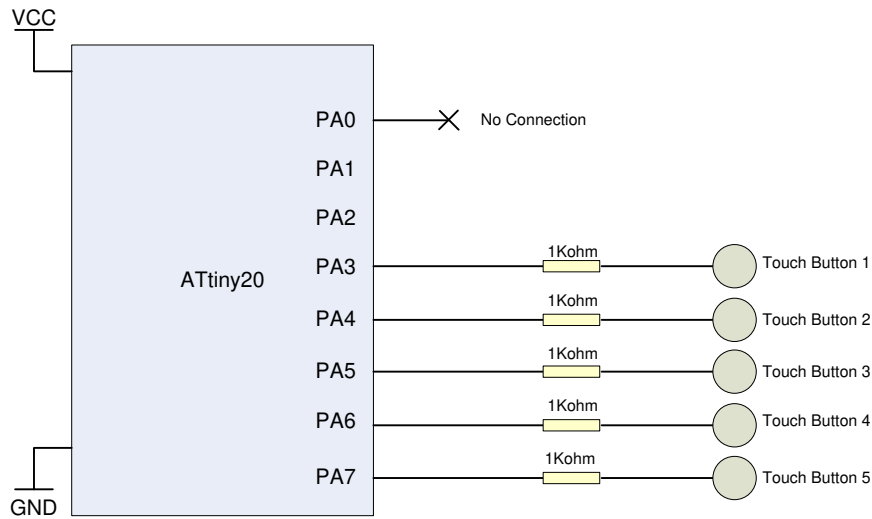 VCC
PA0
No Connection
PA1
PA2
ATtiny20
PA3
1Kohm
Touch Button 1
PA4
1Kohm
Touch Button 2
PA5
1Kohm
Touch Button 3
PA6
1Kohm
Touch Button 4
PA7
1Kohm
Touch Button 5
GND